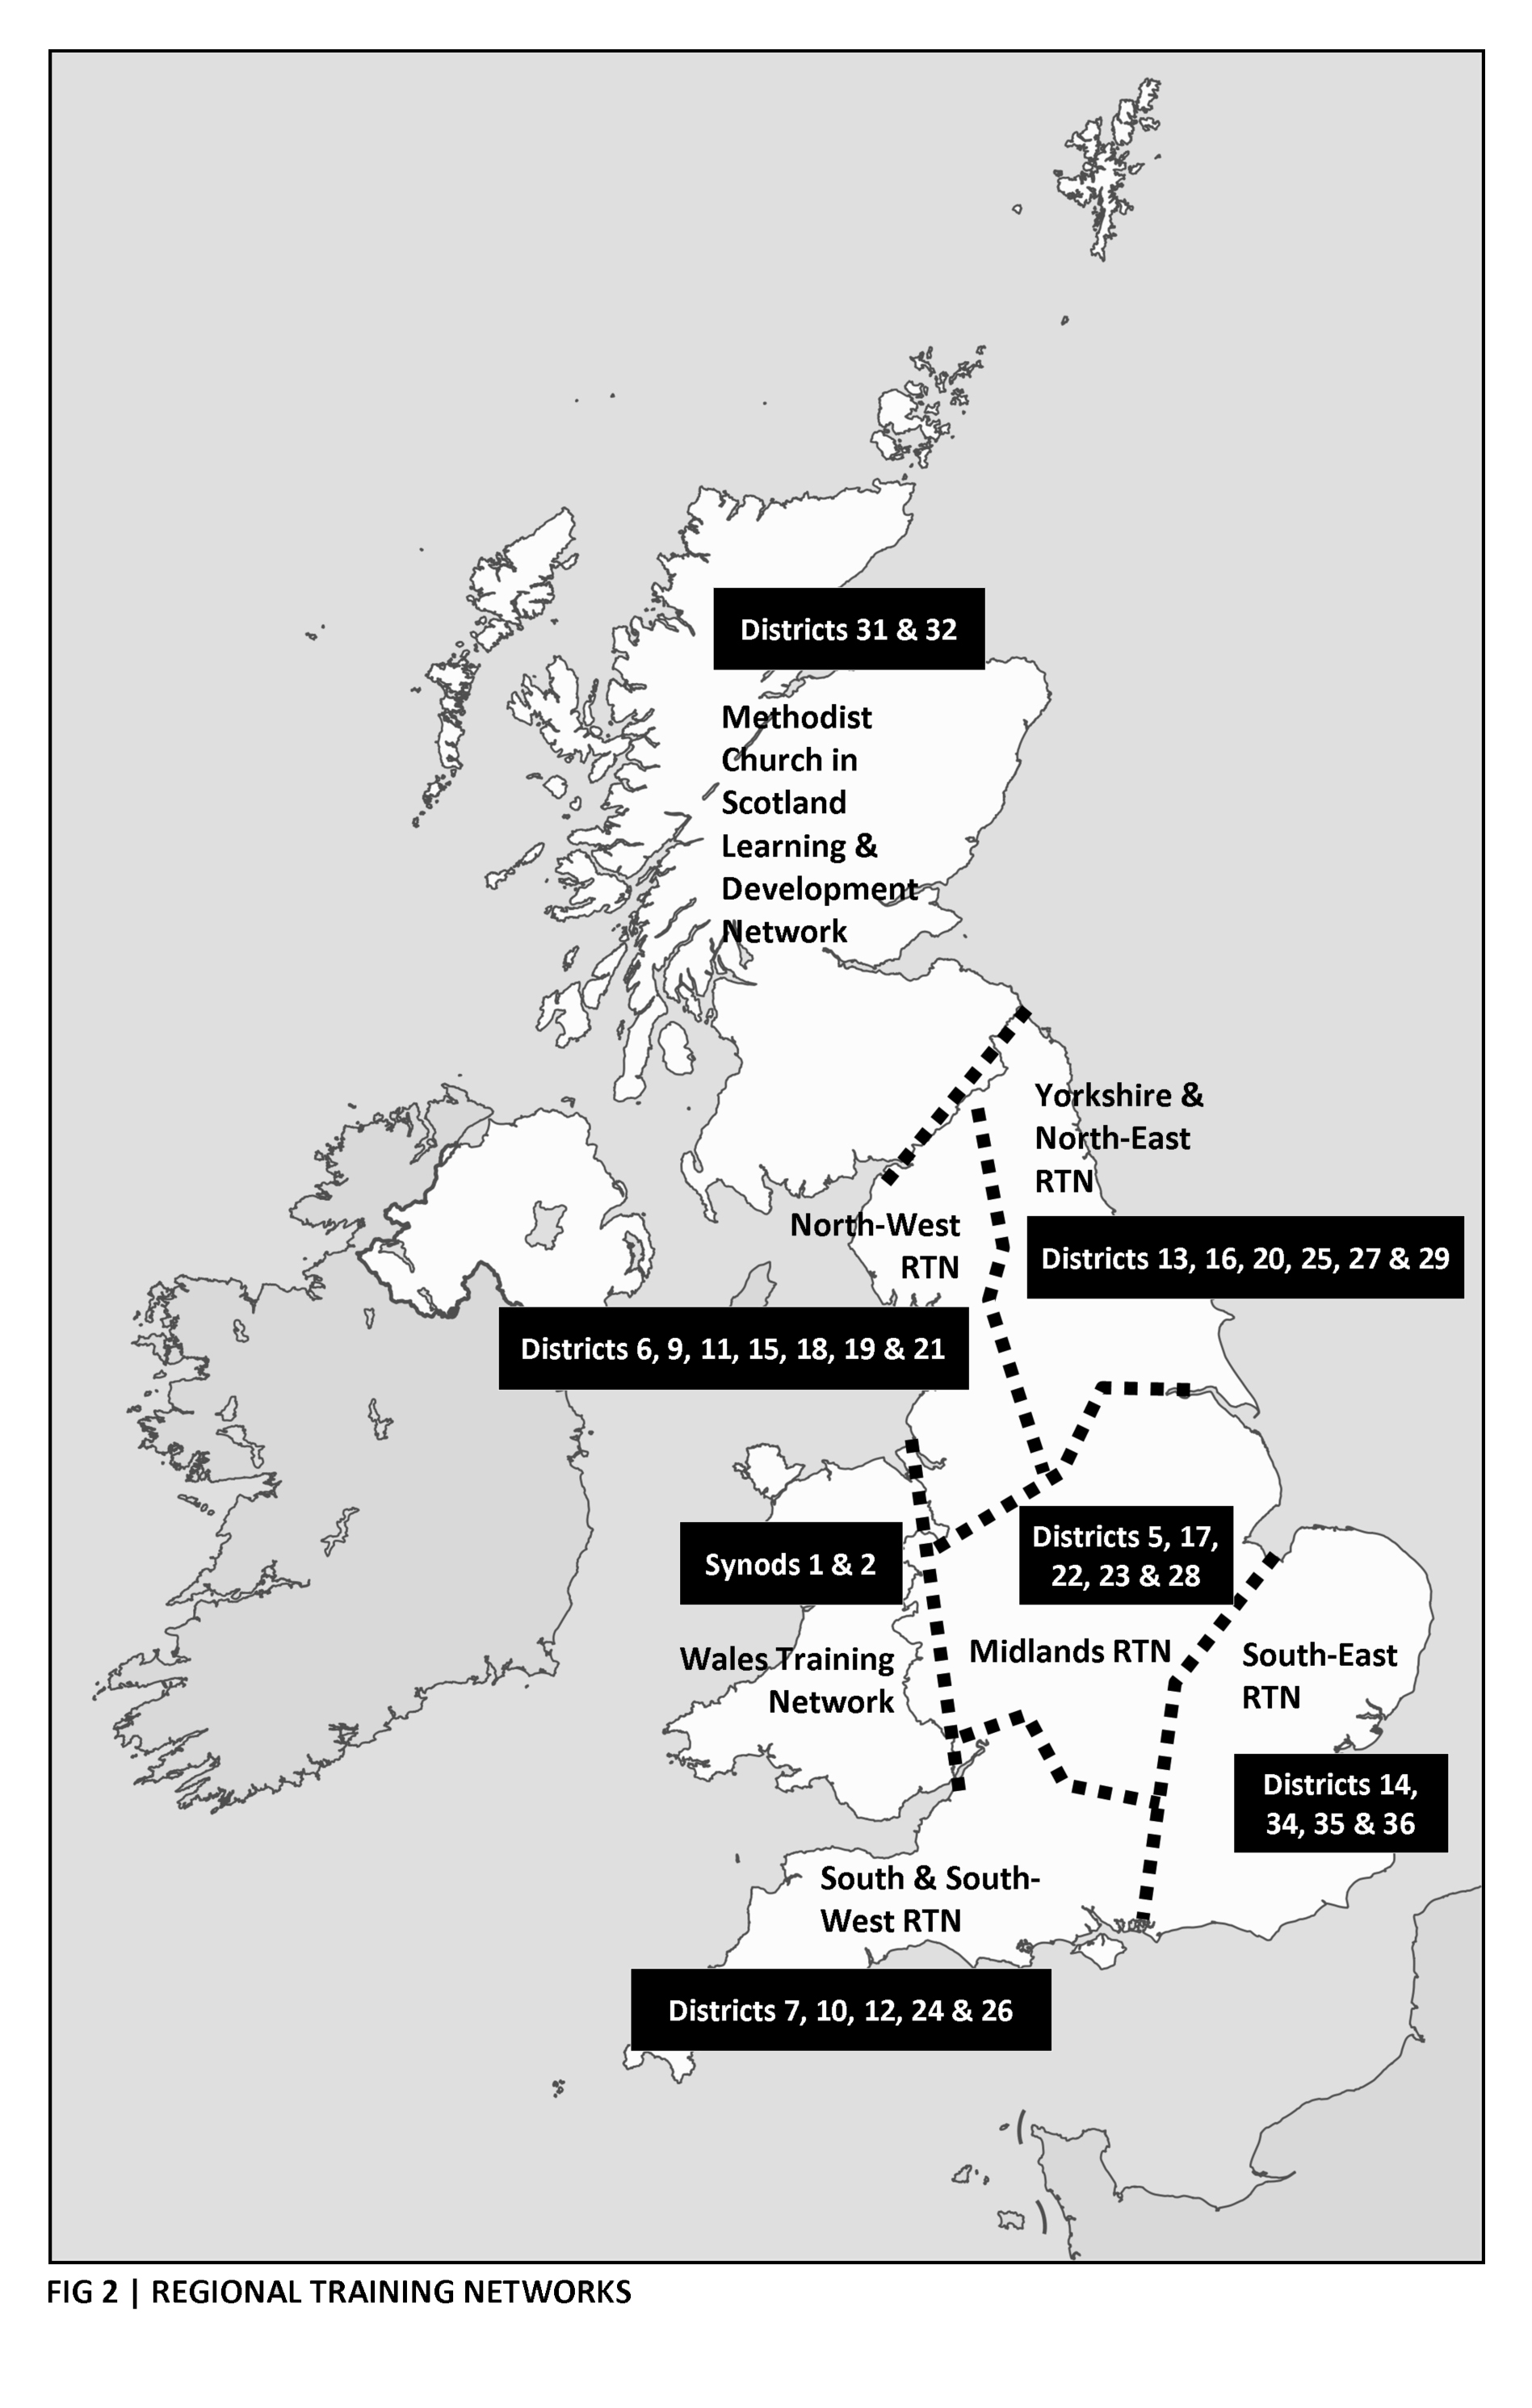 Districts 31 & 32
Methodist
Church in
Scotland
Learning &
Development
Network
Yorkshire &
North-East
RTN
North-West
RTN
Districts 13, 16, 20, 25, 27 & 29
Districts 6, 9, 11, 15, 18, 19 & 21
Districts 5, 17,
22, 23 & 28
Synods 1 & 2
Midlands RTN
Wales Training
Network
South-East
RTN
Districts 14,
34, 35 & 36
South & South-
West RTN
Districts 7, 10, 12, 24 & 26
FIG 2 | REGIONAL TRAINING NETWORKS